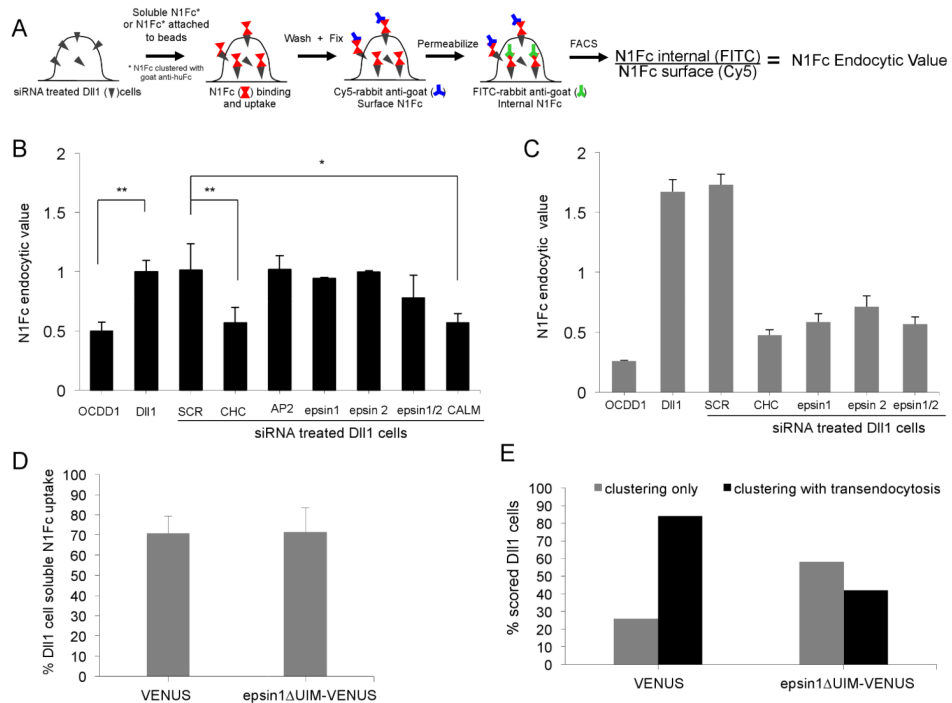 A
Soluble N1Fc*
or N1Fc* attached
to beads
* N1Fc clustered with
goat anti-huFc
Wash + Fix
Permeabilize
FACS
N1Fc internal (FITC)
N1Fc surface (Cy5)
= N1Fc Endocytic Value
siRNA treated Dll1 ( ) cells
N1Fc ( ) binding
and uptake
Cy5-rabbit anti-goat ( )
Surface N1Fc
FITC-rabbit anti-goat ( )
Internal N1Fc
B
N1Fc endocytic value
2
1.5
1
0.5
0
**
**
*
OCDD1 Dll1 SCR CHC AP2 epsin1 epsin 2 epsin1/2 CALM
siRNA treated Dll1 cells
C
N1Fc endocytic value
2
1.5
1
0.5
0
OCDD1 Dll1 SCR CHC epsin1 epsin 2 epsin1/2
siRNA treated Dll1 cells
D
% Dll1 cell soluble N1Fc uptake
100
90
80
70
60
50
40
30
20
10
0
VENUS epsin1ΔUIM-VENUS
E
clustering only clustering with transendocytosis
% scored Dll1 cells
100
90
80
70
60
50
40
30
20
10
0
VENUS epsin1ΔUIM-VENUS